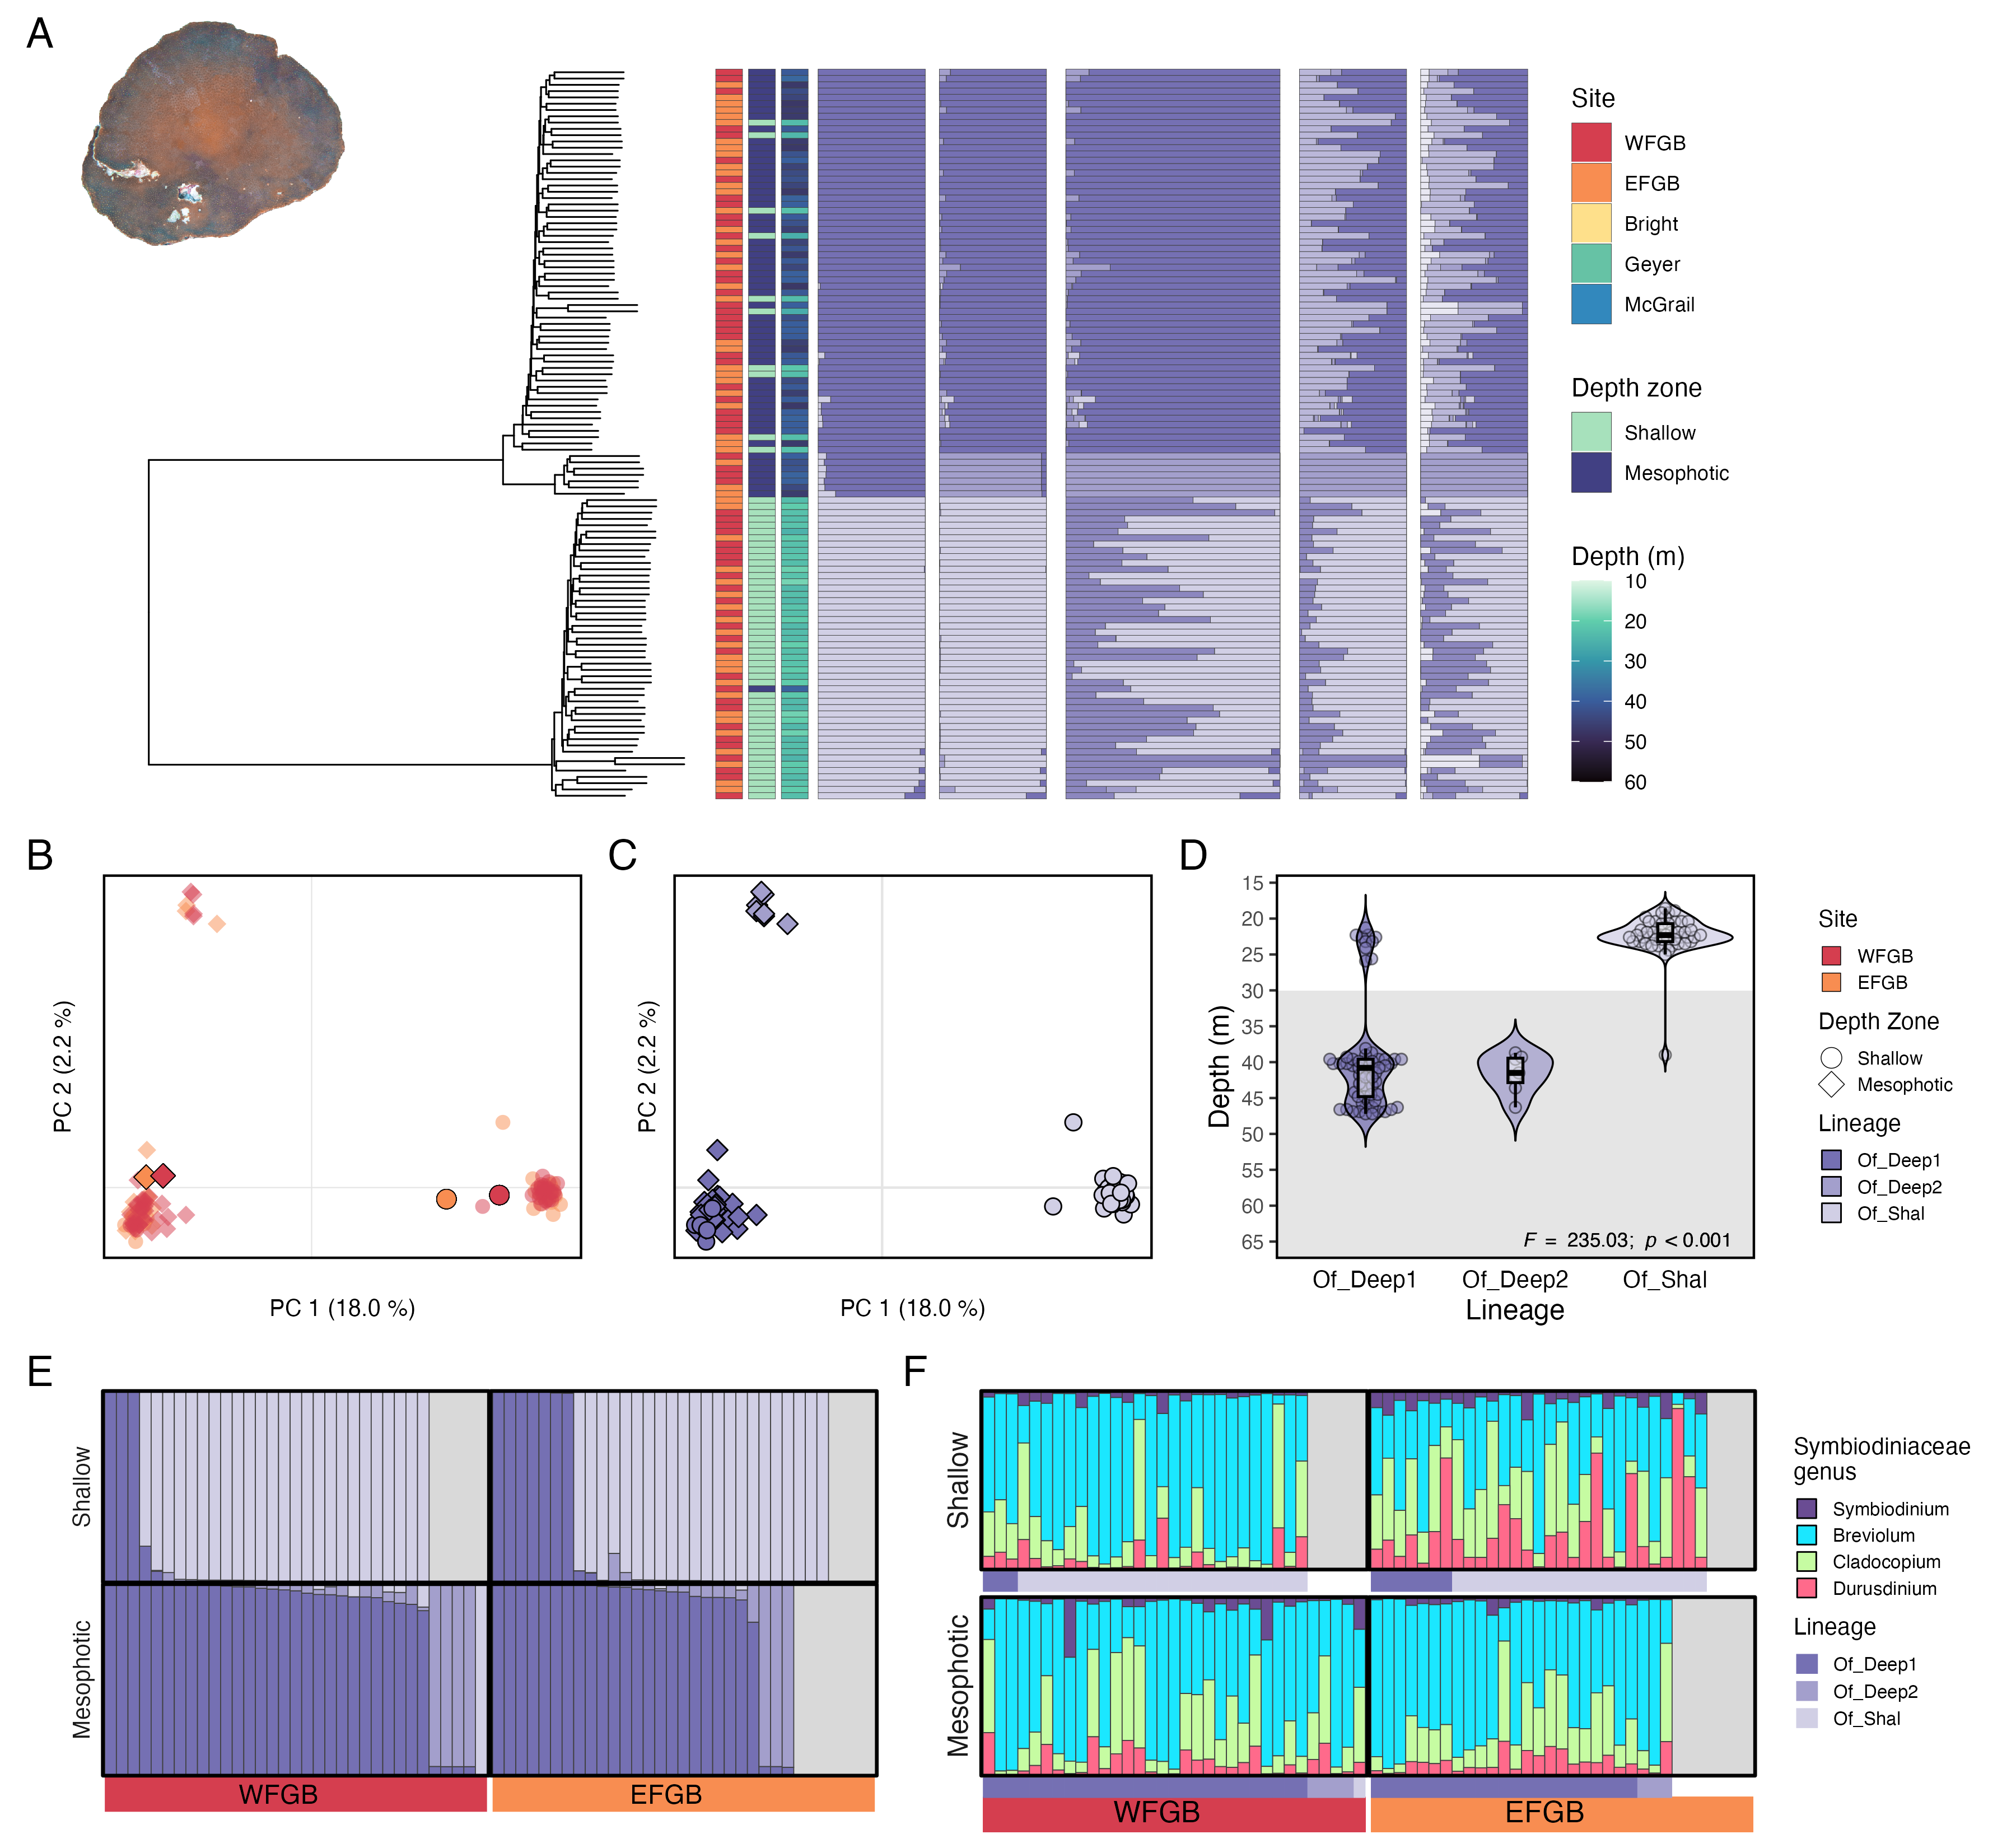 A
Site
WFGB
EFGB
Bright
Geyer
McGrail
Depth zone
Shallow
Mesophotic
Depth (m)
10
20
30
40
50
60
B
PC 2 (2.2 %)
PC 1 (18.0 %)
C
PC 2 (2.2 %)
PC 1 (18.0 %)
D
Depth (m)
15
20
25
30
35
40
45
50
55
60
65
F = 235.03; p < 0.001
Of_Deep1
Of_Deep2
Of_Shal
Lineage
Site
WFGB
EFGB
Depth Zone
Shallow
Mesophotic
Lineage
Of_Deep1
Of_Deep2
Of_Shal
E
Shallow
Mesophotic
WFGB
EFGB
F
Shallow
Mesophotic
WFGB
EFGB
Symbiodiniaceae
genus
Symbiodinium
Breviolum
Cladocopium
Durusdinium
Lineage
Of_Deep1
Of_Deep2
Of_Shal